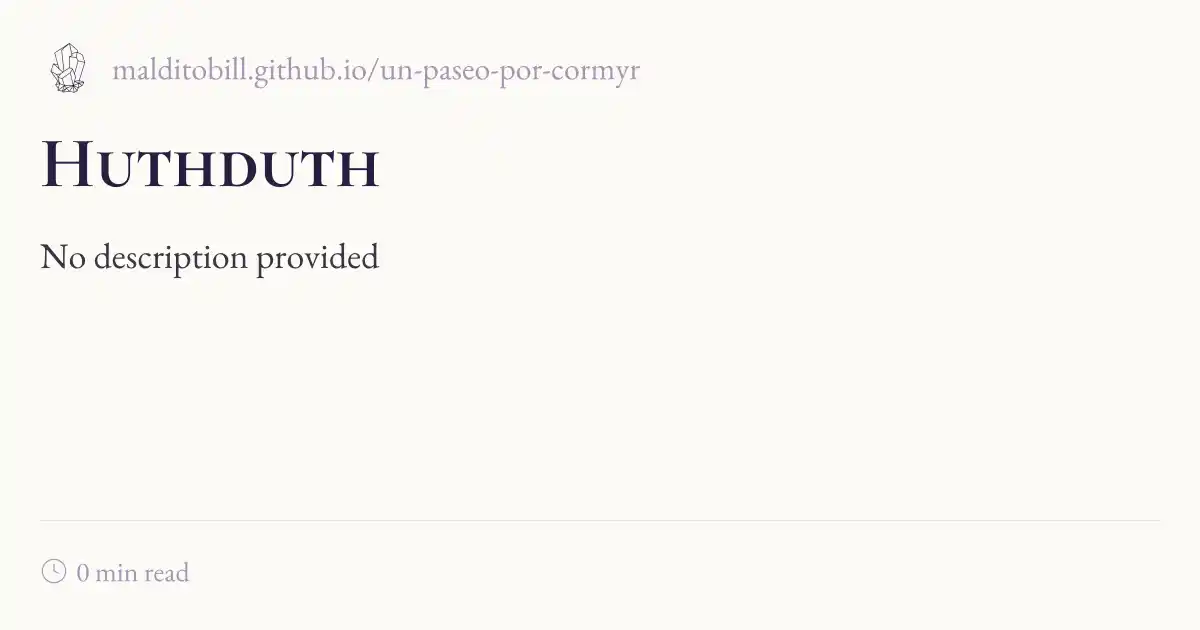 malditobill.github.io/un-paseo-por-cormyr
Huthduth
No description provided
0 min read